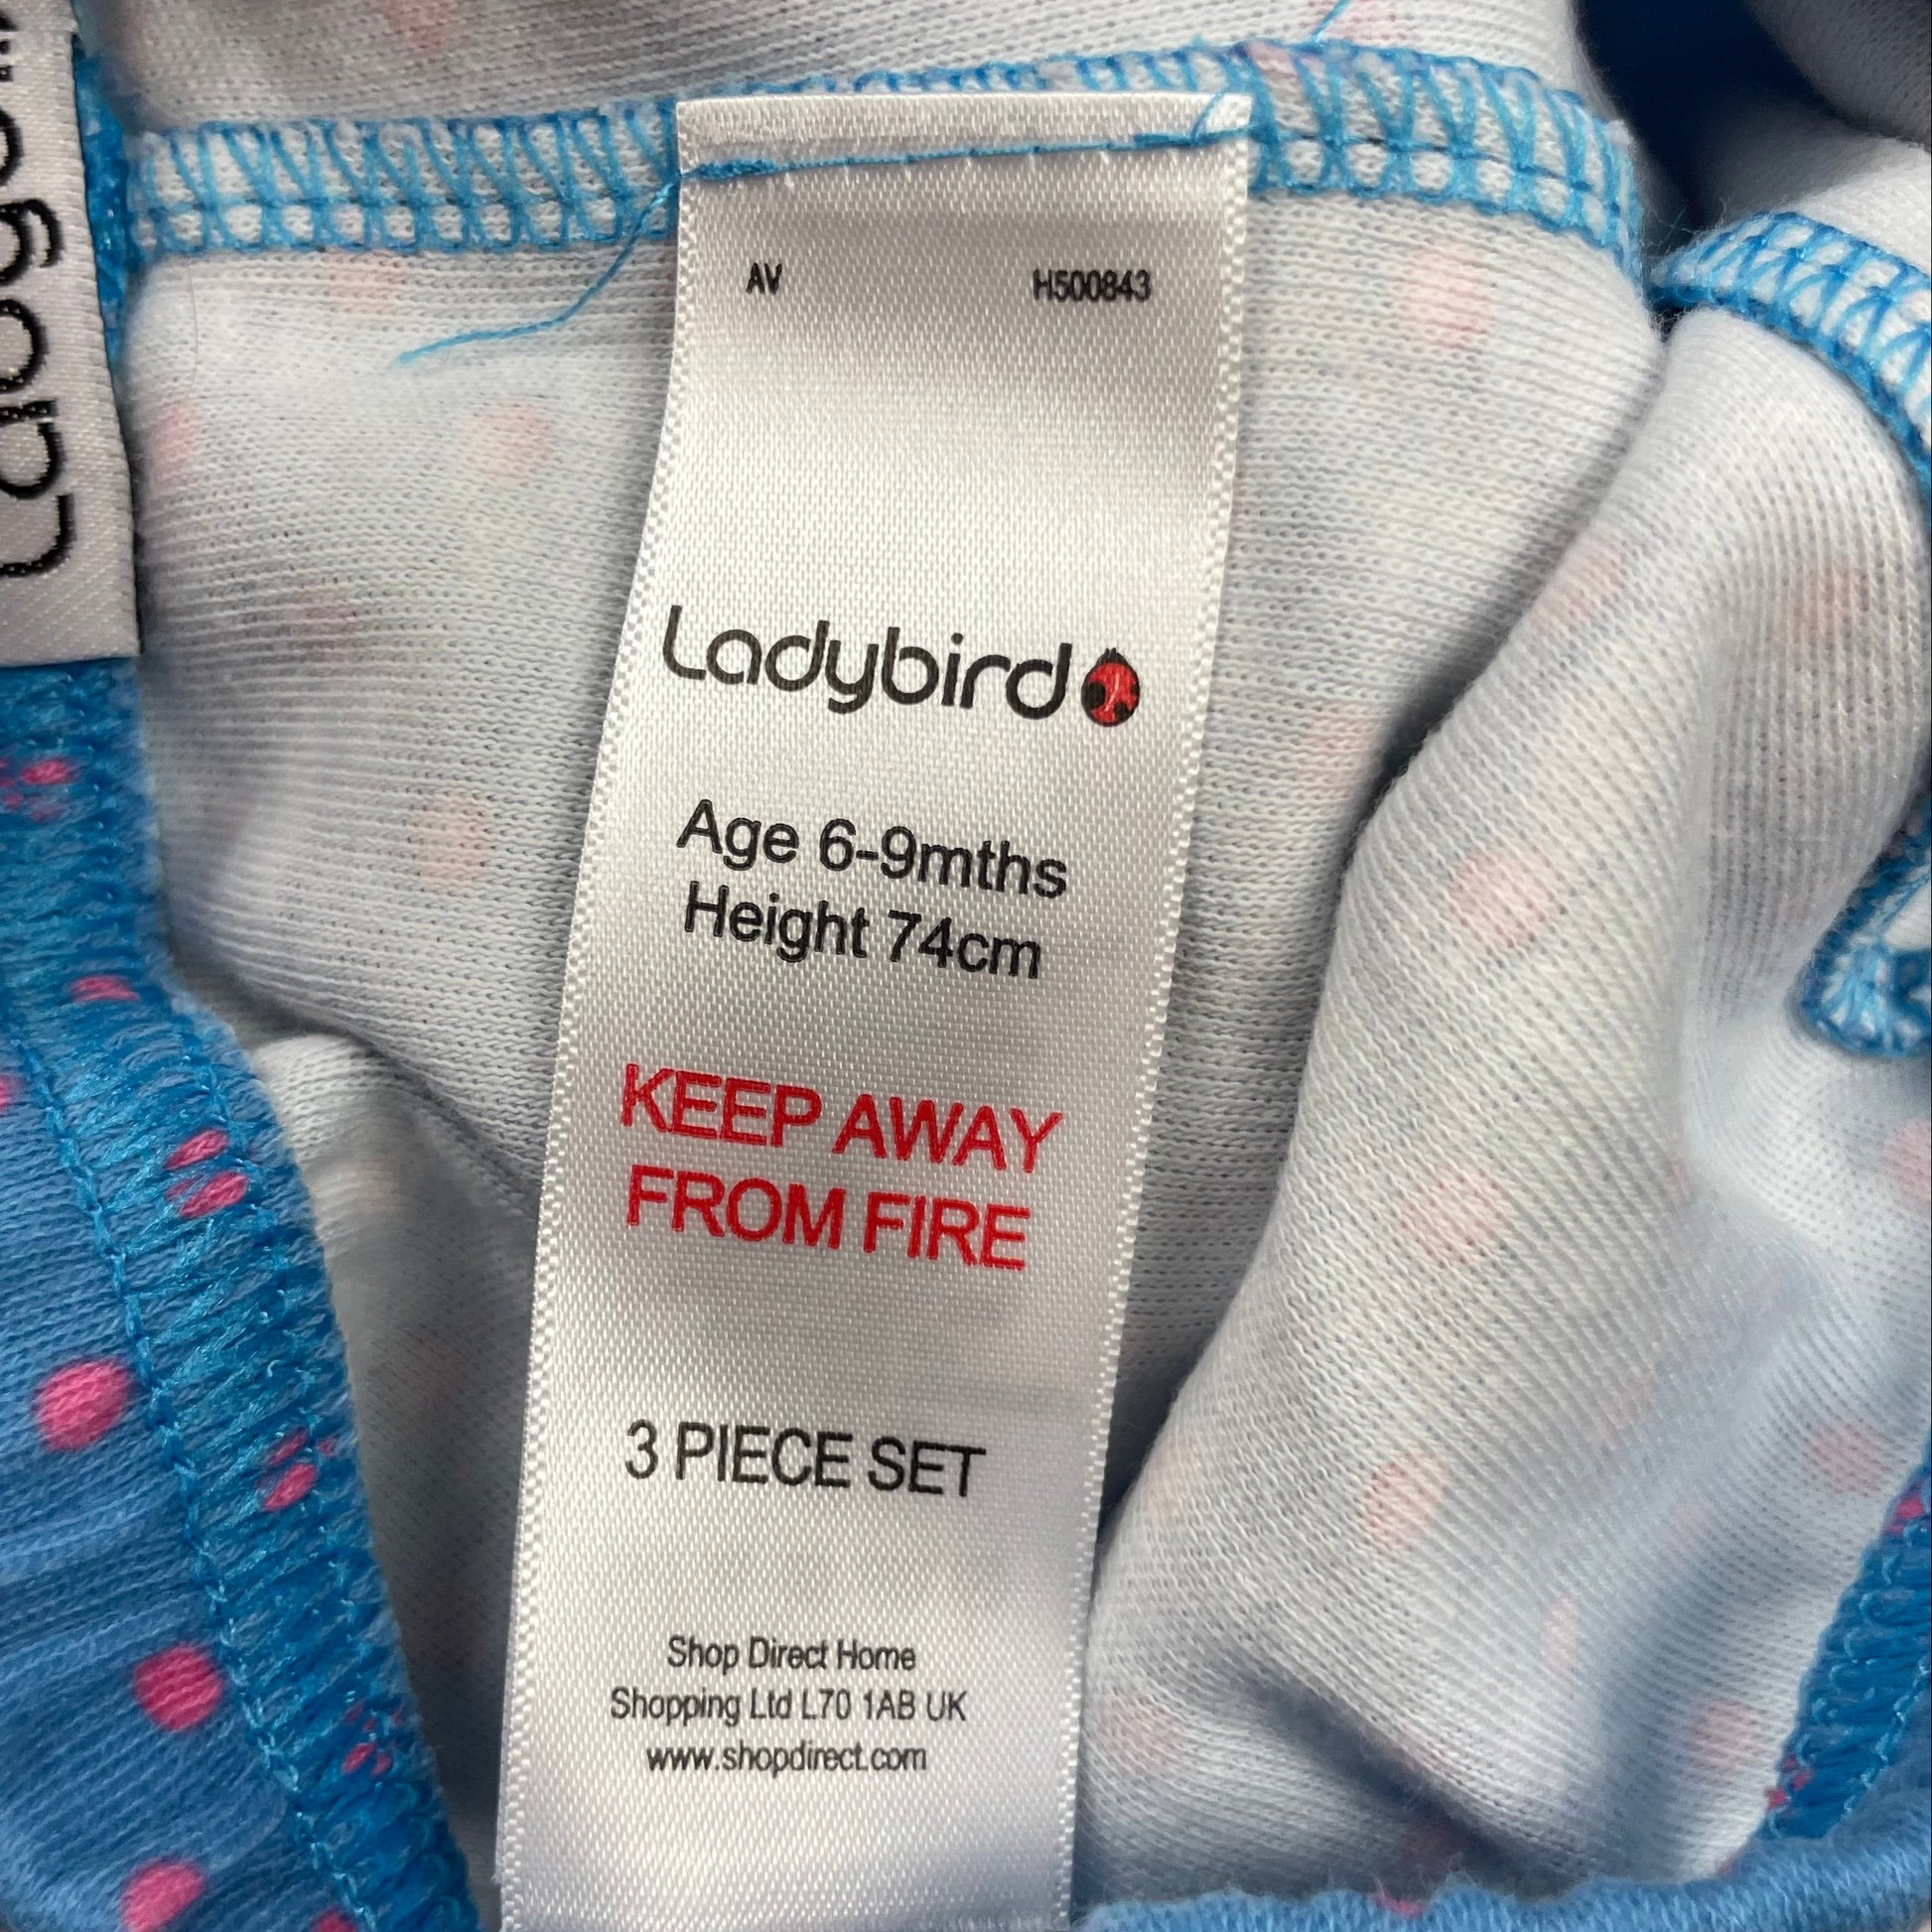 AV H500843
Ladybird
Age 6-9mths
Height 74cm
KEEP AWAY
FROM FIRE
3 PIECE SET
Shop Direct Home
Shopping Ltd L70 1AB UK
www.shopdirect.com